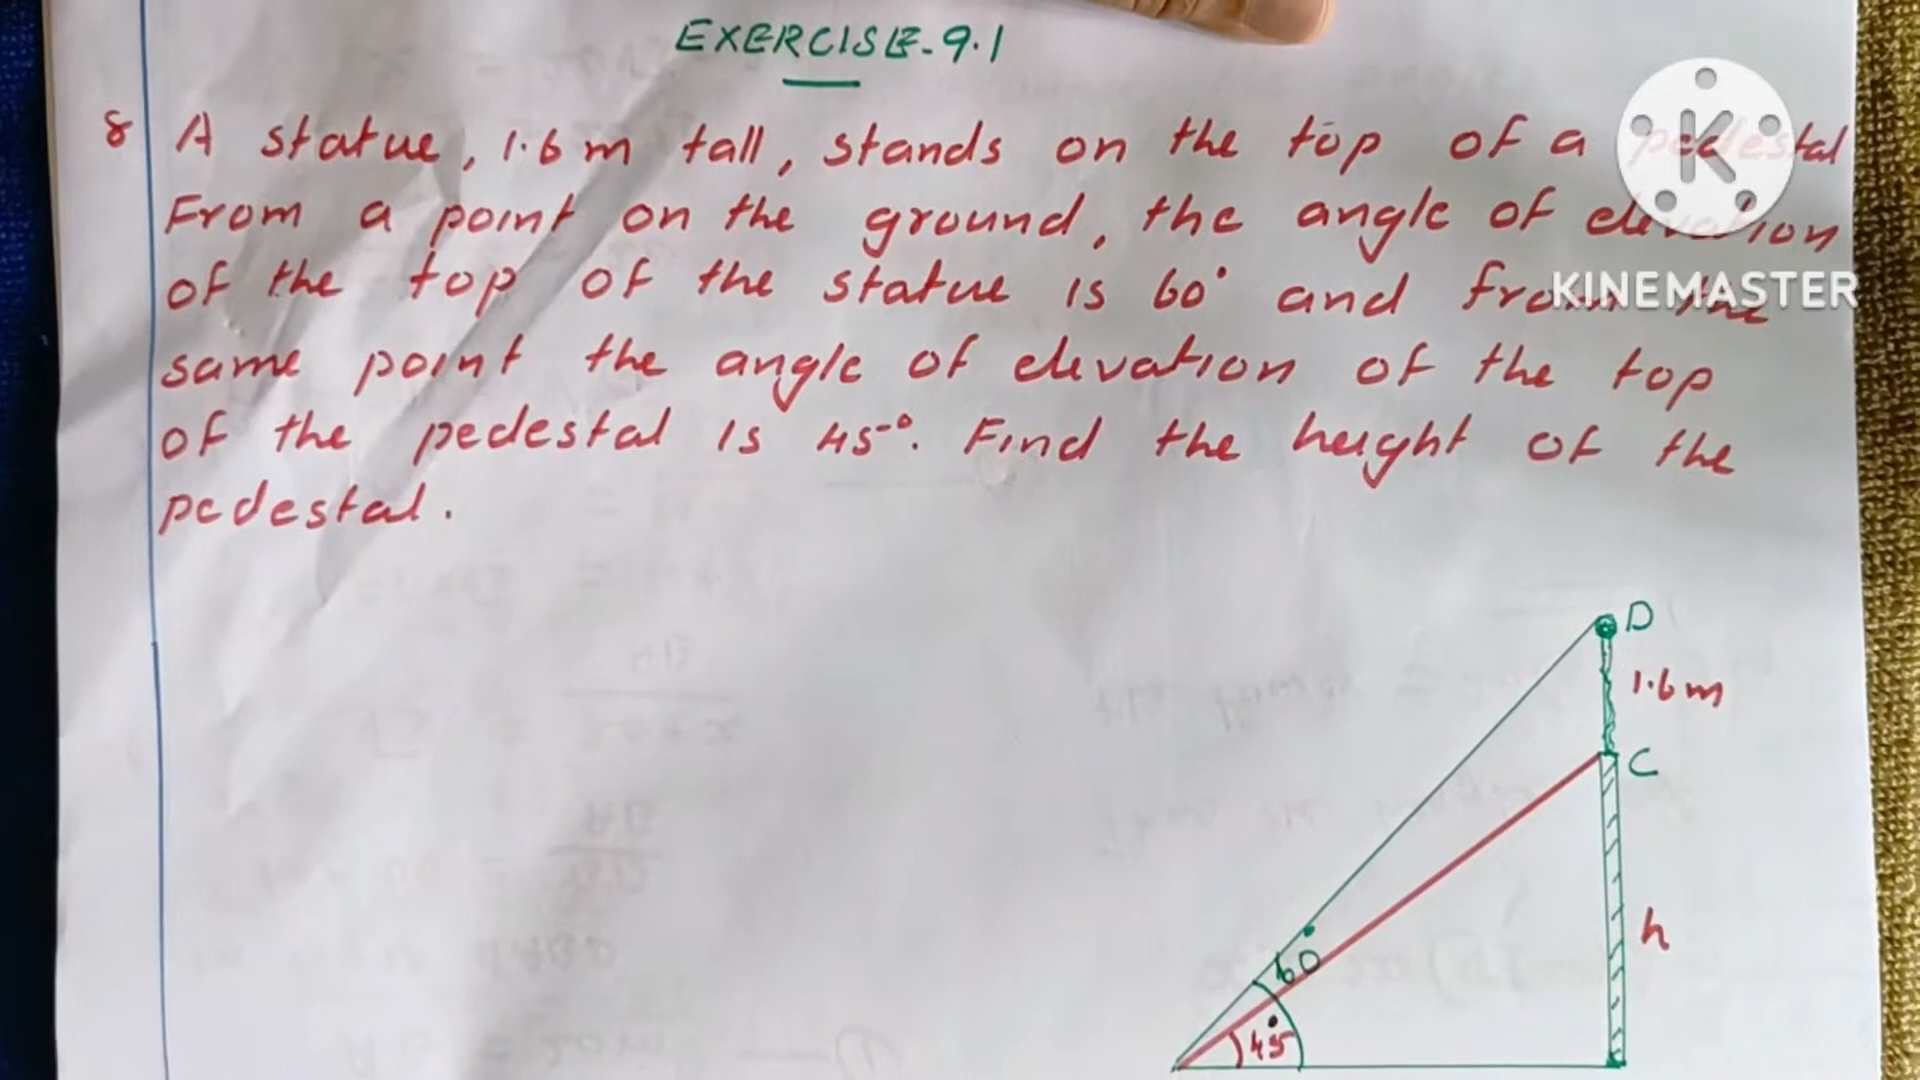 EXERCISE-9.1
8 A statue, 1.6m tall, stands on the top of a pedestal
From a point on the ground, the angle of elevation
of the top of the statue is 60° and from the
KINEMASTER
same point the angle of elevation of the top
of the pedestal is 45°. Find the height of the
pedestal.
D
1.6m
C
h
60°
45°